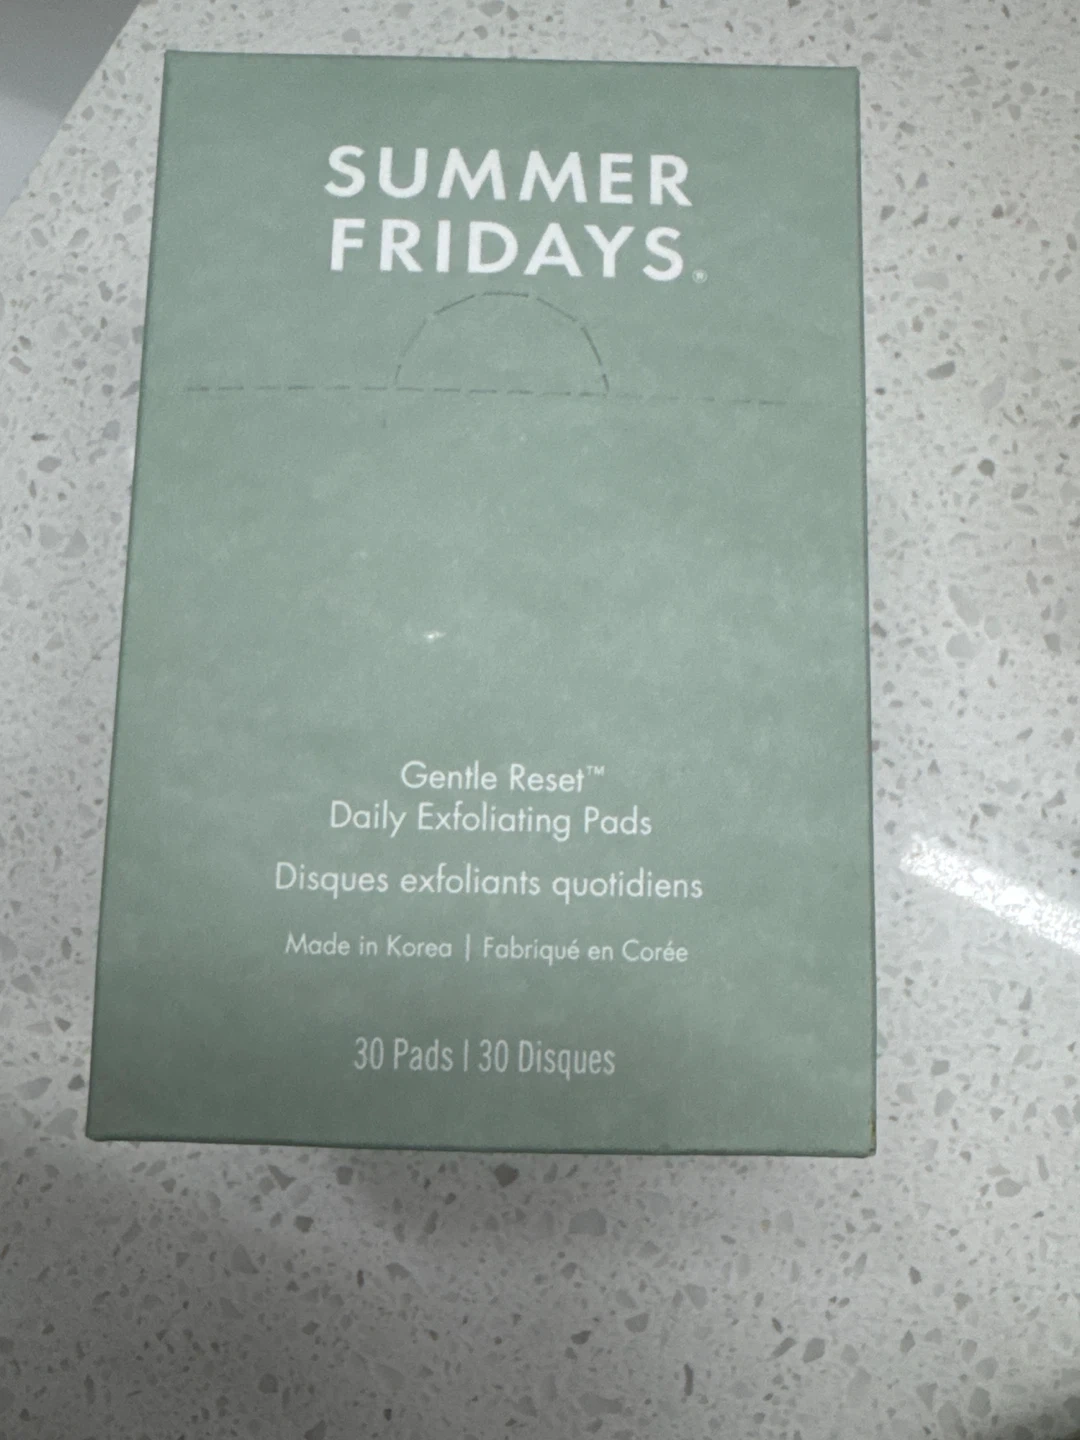 SUMMER
FRIDAYS®
Gentle Reset™
Daily Exfoliating Pads
Disques exfoliants quotidiens
Made in Korea | Fabriqué en Corée
30 Pads | 30 Disques